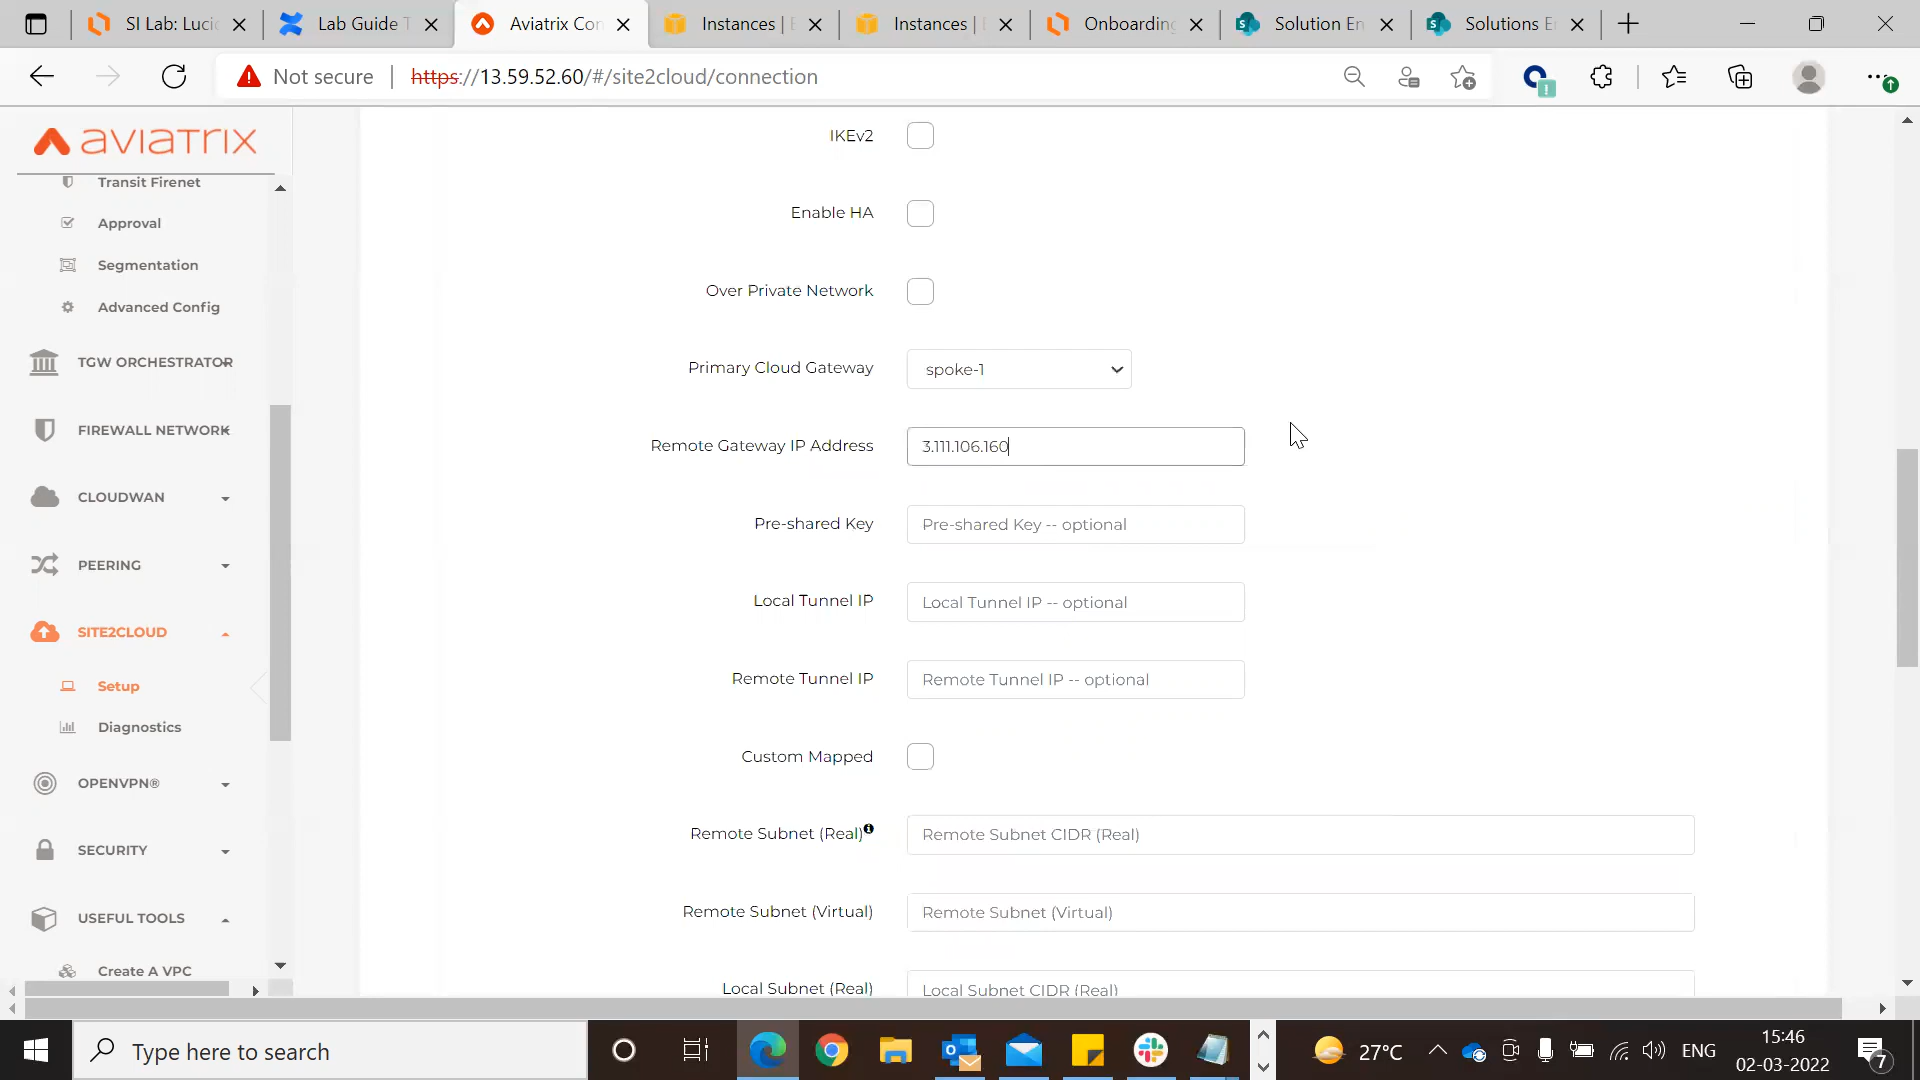 SI Lab: Lucid
Lab Guide T
Aviatrix Con
Instances | E
Instances | 
Onboarding
Solution En
Solutions E
Not secure
https://13.59.52.60/#/site2cloud/connection
aviatrix
Transit Firenet
Approval
Segmentation
Advanced Config
TGW ORCHESTRATOR
FIREWALL NETWORK
CLOUDWAN
PEERING
SITE2CLOUD
Setup
Diagnostics
OPENVPN®
SECURITY
USEFUL TOOLS
Create A VPC
IKEv2
Enable HA
Over Private Network
Primary Cloud Gateway
spoke-1
Remote Gateway IP Address
3.111.106.160
Pre-shared Key
Pre-shared Key -- optional
Local Tunnel IP
Local Tunnel IP -- optional
Remote Tunnel IP
Remote Tunnel IP -- optional
Custom Mapped
Remote Subnet (Real)
Remote Subnet CIDR (Real)
Remote Subnet (Virtual)
Remote Subnet (Virtual)
Local Subnet (Real)
Local Subnet CIDR (Real)
Type here to search
27°C
ENG
15:46
02-03-2022
7